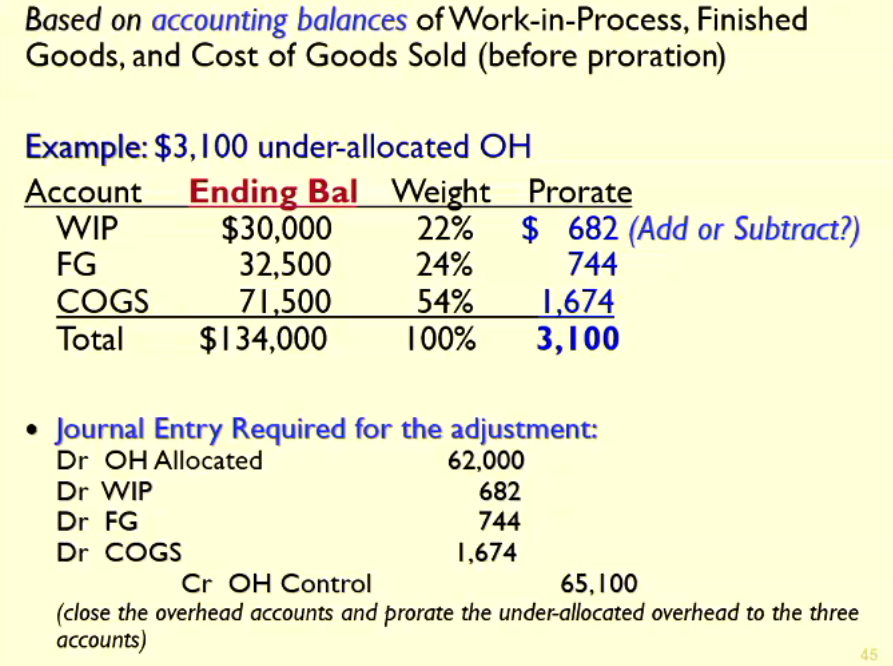 Based on accounting balances of Work-in-Process, Finished
Goods, and Cost of Goods Sold (before proration)
Example: $3,100 under-allocated OH
Account Ending Bal Weight Prorate
WIP $30,000 22% $ 682 (Add or Subtract?)
FG 32,500 24% 744
COGS 71,500 54% 1,674
Total $134,000 100% 3,100
• Journal Entry Required for the adjustment:
Dr OH Allocated 62,000
Dr WIP 682
Dr FG 744
Dr COGS 1,674
Cr OH Control 65,100
(close the overhead accounts and prorate the under-allocated overhead to the three
accounts)
45